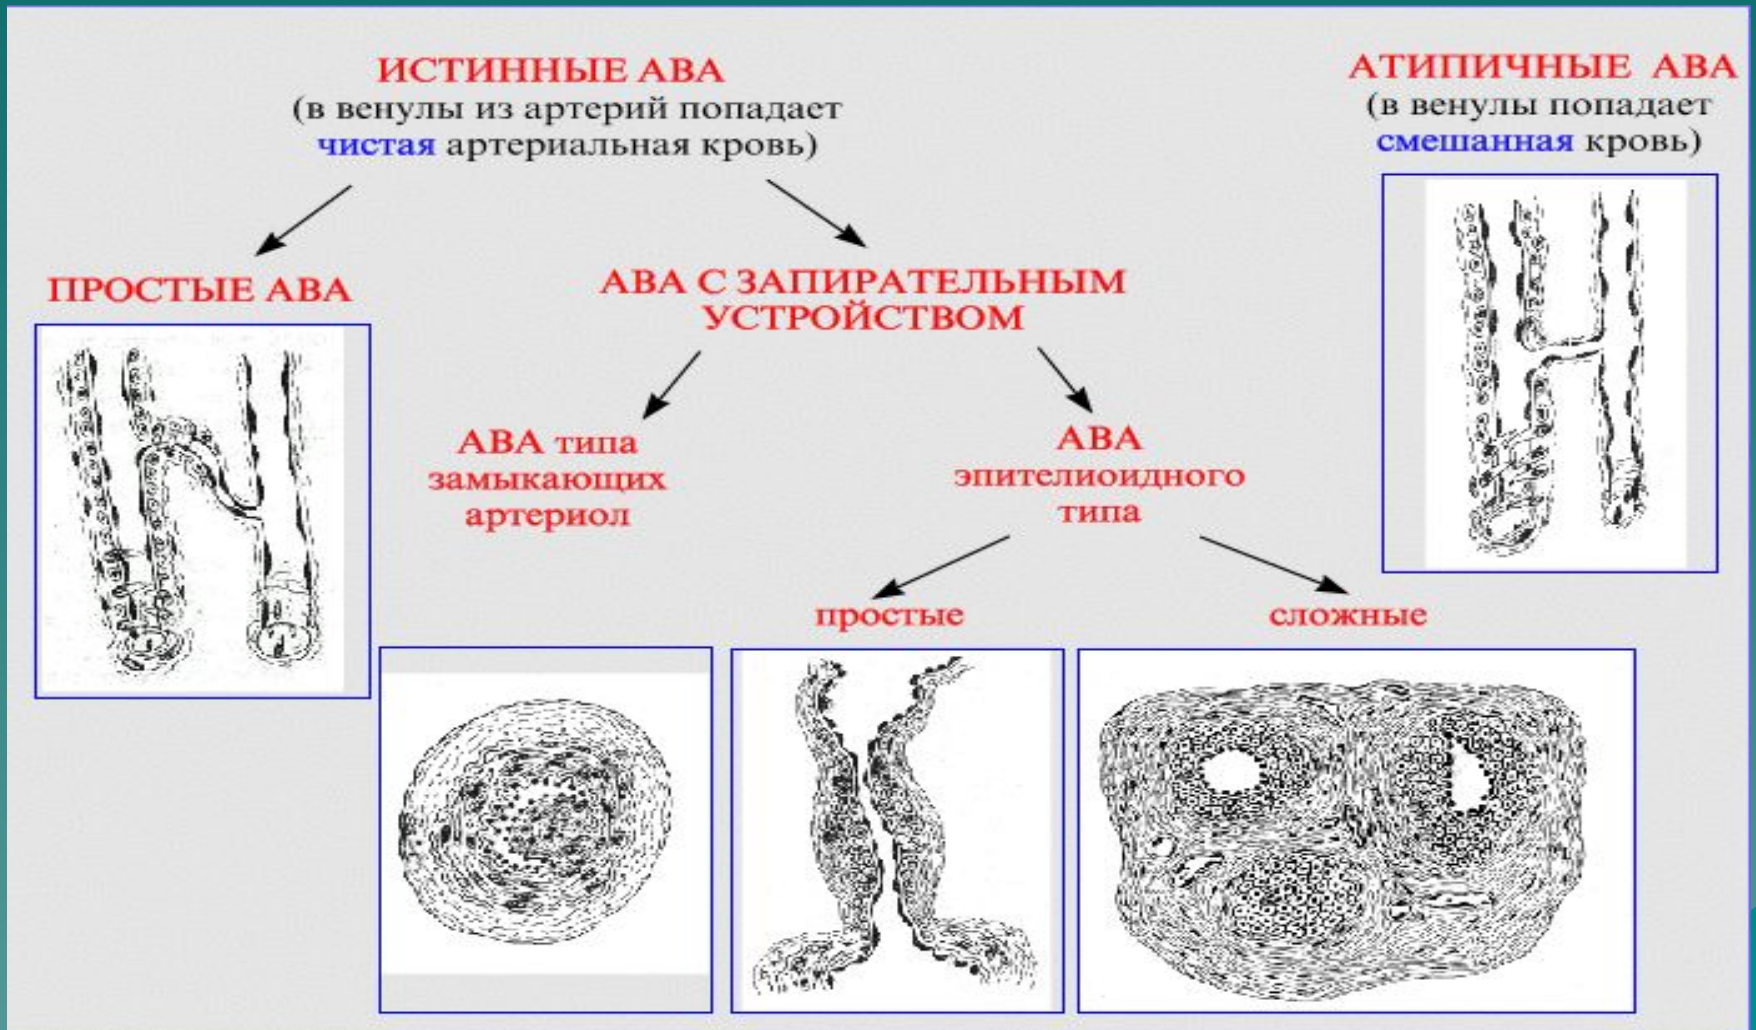 ИСТИННЫЕ АВА
(в венулы из артерий попадает
чистая артериальная кровь)
АТИПИЧНЫЕ АВА
(в венулы попадает
смешанная кровь)
ПРОСТЫЕ АВА
АВА С ЗАПИРАТЕЛЬНЫМ
УСТРОЙСТВОМ
АВА типа
замыкающих
артериол
АВА
эпителиоидного
типа
простые
сложные